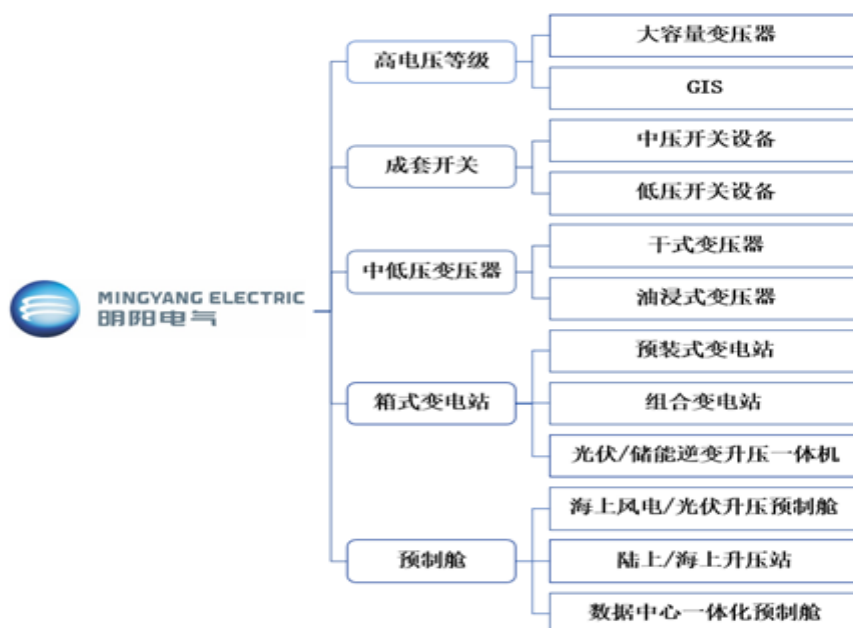 MINGYANG ELECTRIC
明阳电气
高电压等级
大容量变压器
GIS
成套开关
中压开关设备
低压开关设备
中低压变压器
干式变压器
油浸式变压器
箱式变电站
预装式变电站
组合变电站
光伏/储能逆变升压一体机
预制舱
海上风电/光伏升压预制舱
陆上/海上升压站
数据中心一体化预制舱